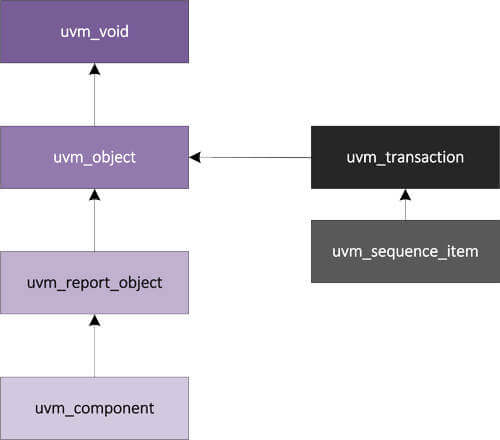 uvm_void
uvm_object
uvm_transaction
uvm_sequence_item
uvm_report_object
uvm_component